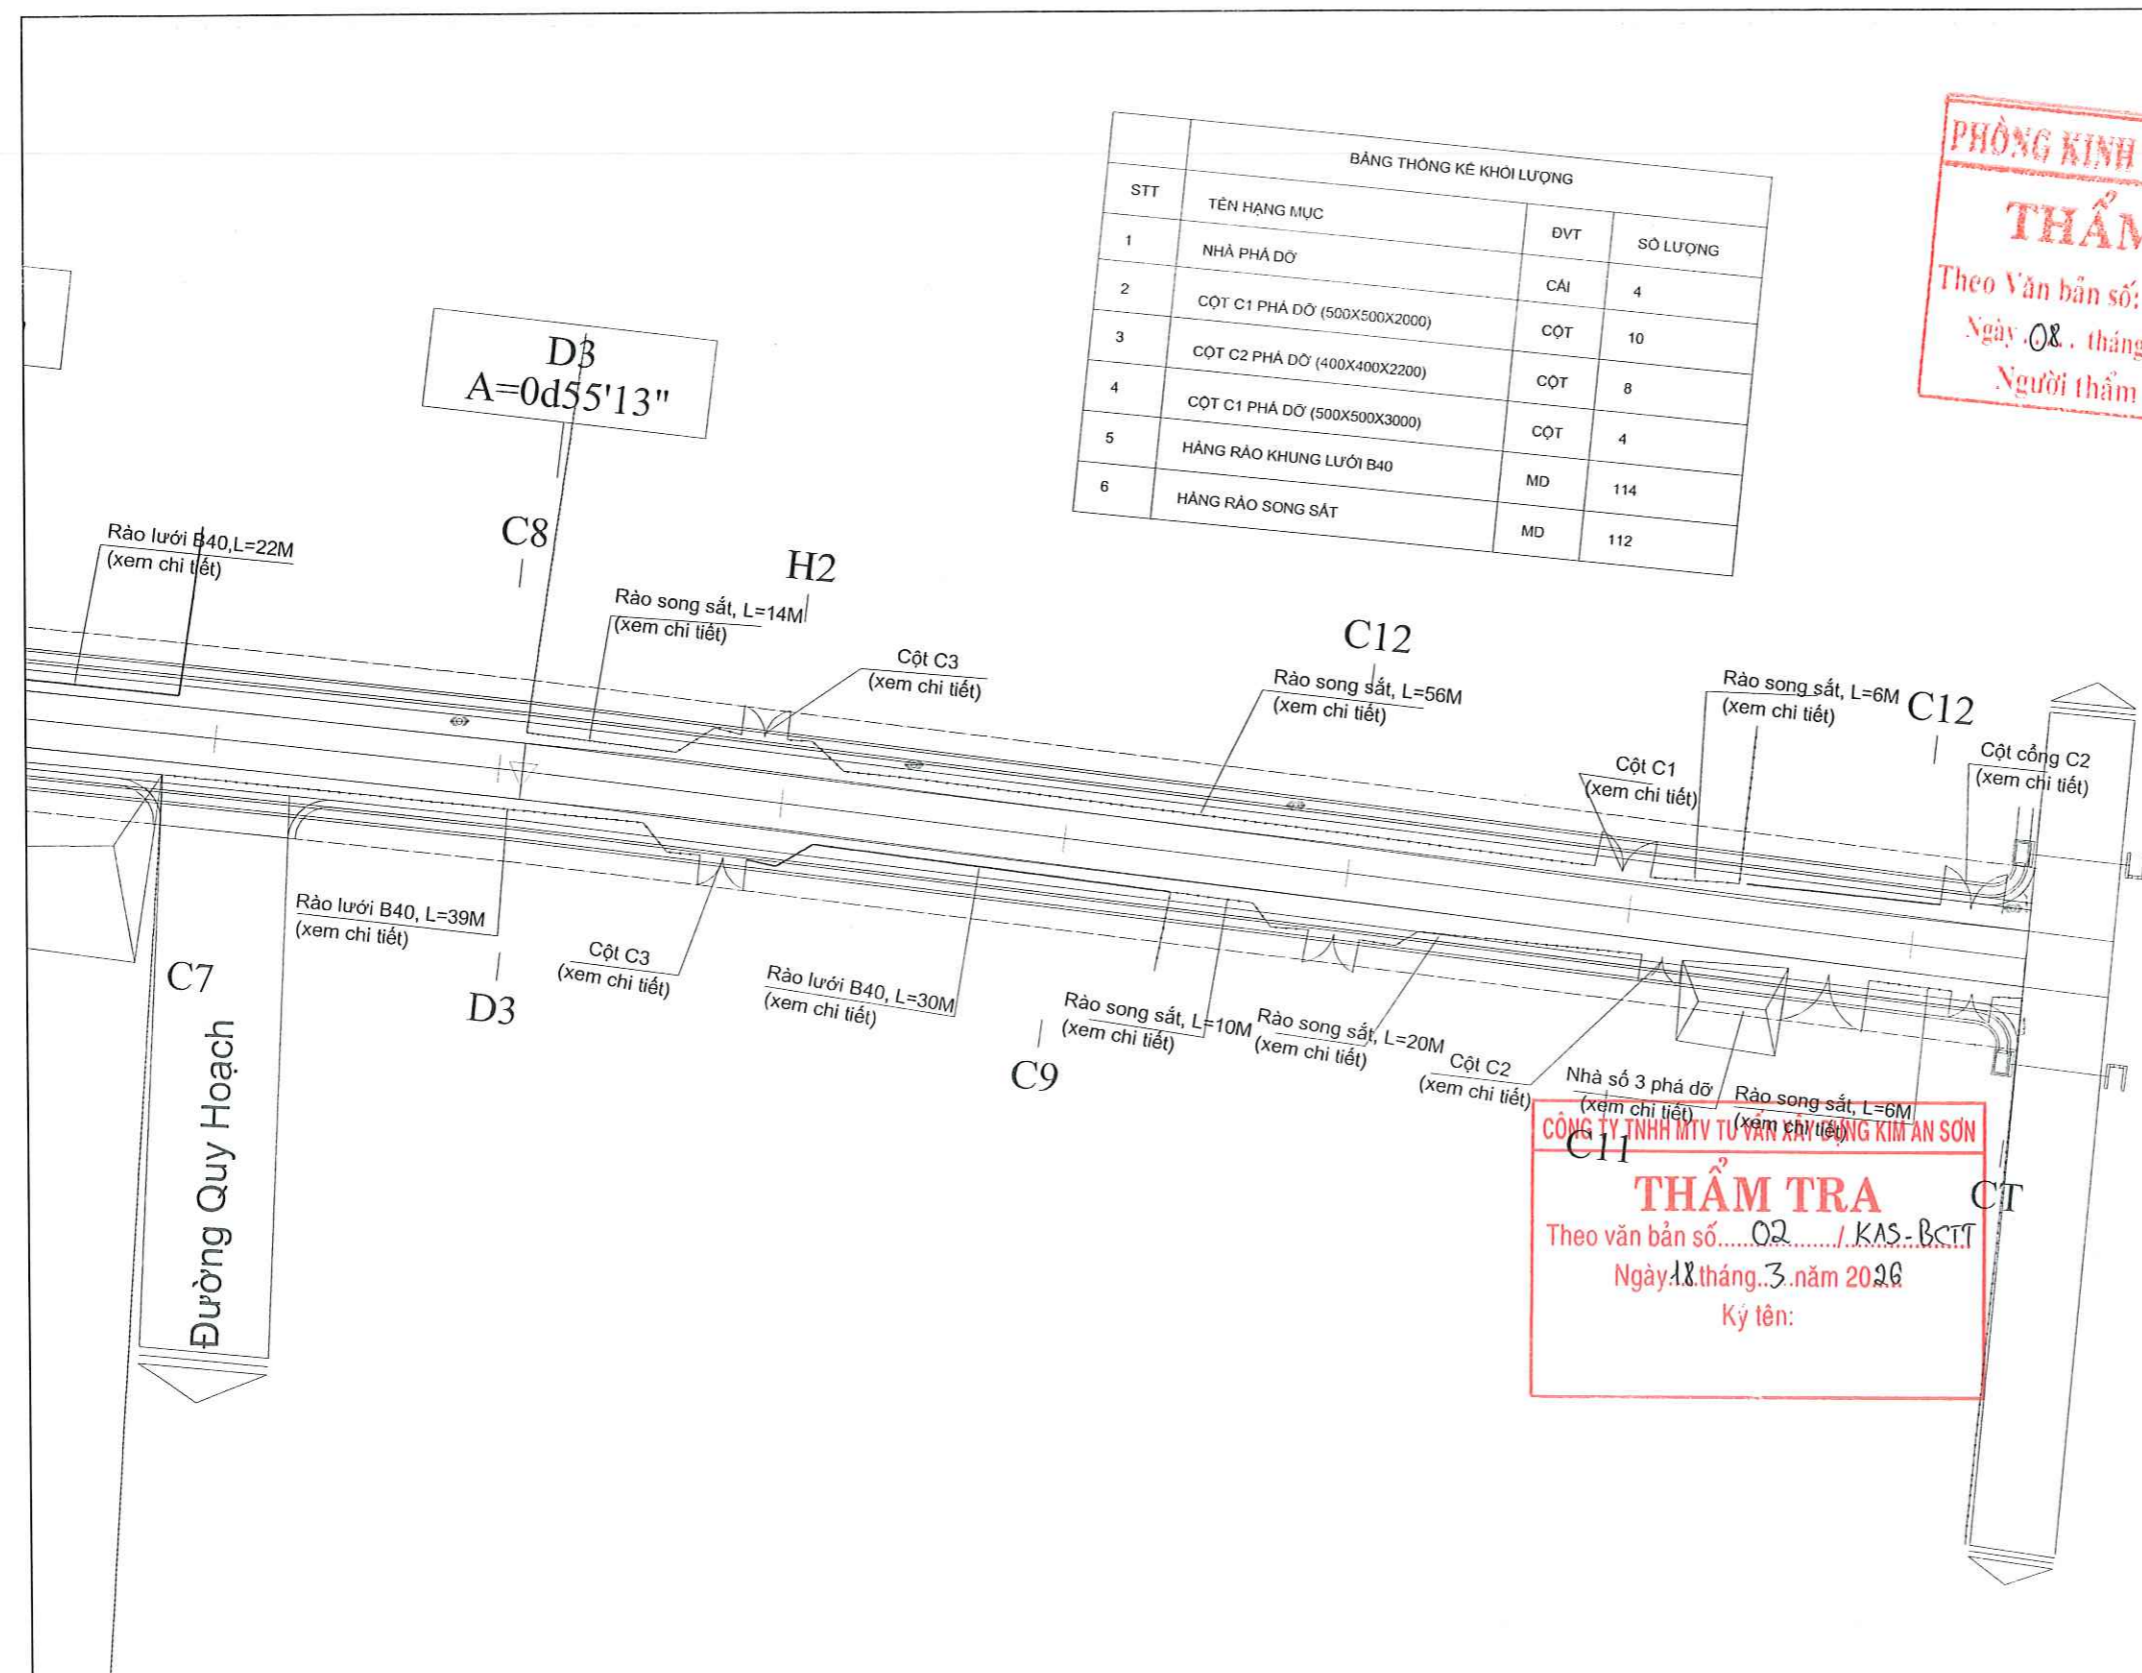 BẢNG THỐNG KÊ KHỐI LƯỢNG
STT TÊN HẠNG MỤC ĐVT SỐ LƯỢNG
1 NHÀ PHÁ DỠ CÁI 4
2 CỘT C1 PHÁ DỠ (500X500X2000) CỘT 10
3 CỘT C2 PHÁ DỠ (400X400X2200) CỘT 8
4 CỘT C1 PHÁ DỠ (500X500X3000) CỘT 4
5 HÀNG RÀO KHUNG LƯỚI B40 MD 114
6 HÀNG RÀO SONG SẮT MD 112
PHÒNG KINH
THẨM
Theo Văn bản số:
Ngày 08 tháng
Người thẩm
D3
A=0d55'13"
Rào lưới B40,L=22M
(xem chi tiết)
C8
H2
Rào song sắt, L=14M
(xem chi tiết)
Cột C3
(xem chi tiết)
C12
Rào song sắt, L=56M
(xem chi tiết)
Rào song sắt, L=6M
(xem chi tiết)
C12
Cột C1
(xem chi tiết)
Cột cổng C2
(xem chi tiết)
Rào lưới B40, L=39M
(xem chi tiết)
C7
D3
Cột C3
(xem chi tiết)
Rào lưới B40, L=30M
(xem chi tiết)
C9
Rào song sắt, L=10M
(xem chi tiết)
Rào song sắt, L=20M
(xem chi tiết)
Cột C2
(xem chi tiết)
Nhà số 3 phá dỡ
(xem chi tiết)
Rào song sắt, L=6M
(xem chi tiết)
C11
CT
Đường Quy Hoạch
CÔNG TY TNHH MTV TƯ VẤN XÂY DỰNG KIM AN SƠN
THẨM TRA
Theo văn bản số......02......./.KAS-BCTT
Ngày.18.tháng..3.năm 2026
Ký tên: